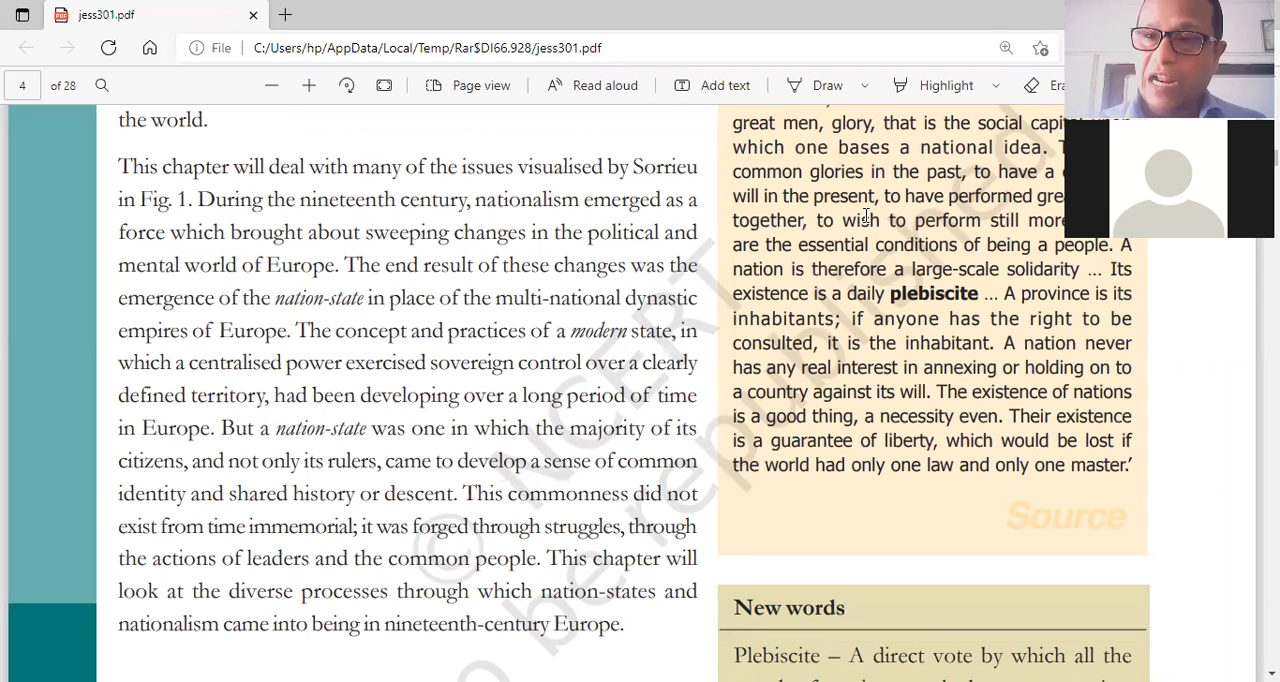 jess301.pdf
File C:/Users/hp/AppData/Local/Temp/Rar$DI66.928/jess301.pdf
4 of 28 Page view Read aloud Add text Draw Highlight
the world.
This chapter will deal with many of the issues visualised by Sorrieu
in Fig. 1. During the nineteenth century, nationalism emerged as a
force which brought about sweeping changes in the political and
mental world of Europe. The end result of these changes was the
emergence of the nation-state in place of the multi-national dynastic
empires of Europe. The concept and practices of a modern state, in
which a centralised power exercised sovereign control over a clearly
defined territory, had been developing over a long period of time
in Europe. But a nation-state was one in which the majority of its
citizens, and not only its rulers, came to develop a sense of common
identity and shared history or descent. This commonness did not
exist from time immemorial; it was forged through struggles, through
the actions of leaders and the common people. This chapter will
look at the diverse processes through which nation-states and
nationalism came into being in nineteenth-century Europe.
great men, glory, that is the social
which one bases a national idea.
common glories in the past, to have a
will in the present, to have performed
together, to wish to perform still
are the essential conditions of being a people. A
nation is therefore a large-scale solidarity ... Its
existence is a daily plebiscite ... A province is its
inhabitants; if anyone has the right to be
consulted, it is the inhabitant. A nation never
has any real interest in annexing or holding on to
a country against its will. The existence of nations
is a good thing, a necessity even. Their existence
is a guarantee of liberty, which would be lost if
the world had only one law and only one master.’
Source
New words
Plebiscite – A direct vote by which all the
© NCERT
be republished